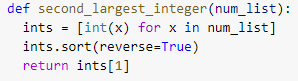 def second_largest_integer(num_list):
  ints = [int(x) for x in num_list]
  ints.sort(reverse=True)
  return ints[1]